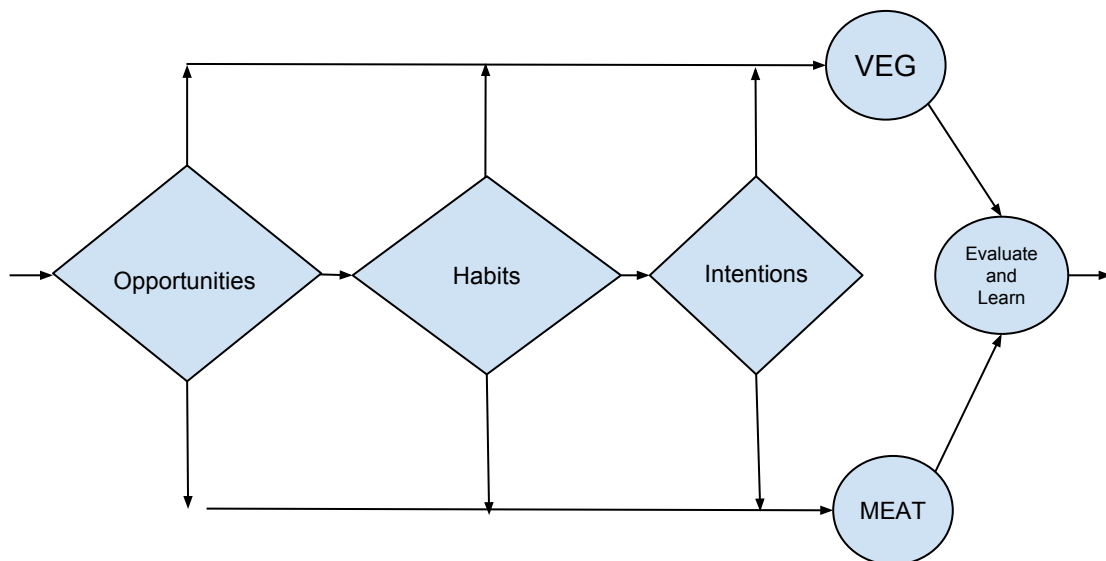 VEG
Opportunities
Habits
Intentions
Evaluate
and
Learn
MEAT